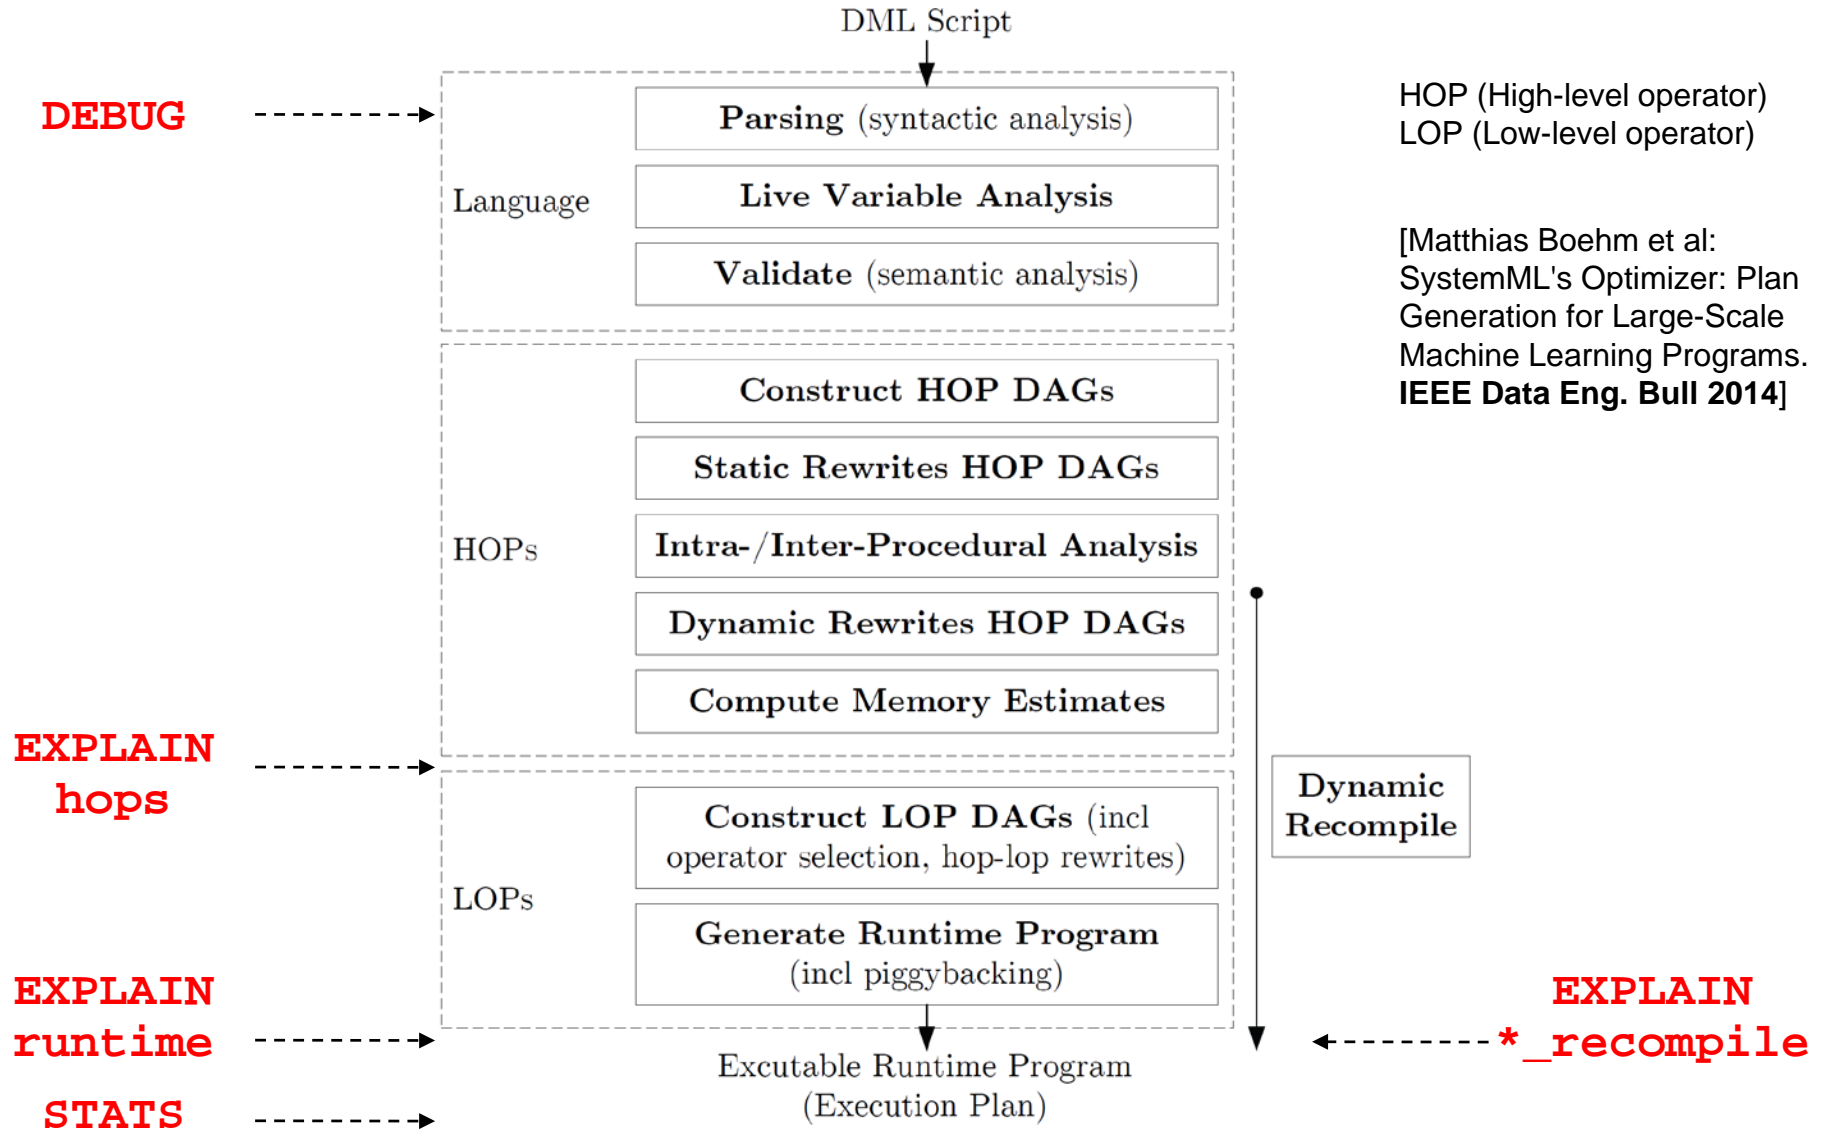 DML Script
DEBUG
Parsing (syntactic analysis)
Language
Live Variable Analysis
Validate (semantic analysis)
HOP (High-level operator)
LOP (Low-level operator)
[Matthias Boehm et al:
SystemML's Optimizer: Plan
Generation for Large-Scale
Machine Learning Programs.
IEEE Data Eng. Bull 2014]
Construct HOP DAGs
Static Rewrites HOP DAGs
HOPs
Intra-/Inter-Procedural Analysis
Dynamic Rewrites HOP DAGs
Compute Memory Estimates
EXPLAIN
hops
Construct LOP DAGs (incl
operator selection, hop-lop rewrites)
Dynamic
Recompile
LOPs
Generate Runtime Program
(incl piggybacking)
EXPLAIN
runtime
EXPLAIN
*_recompile
Excutable Runtime Program
(Execution Plan)
STATS